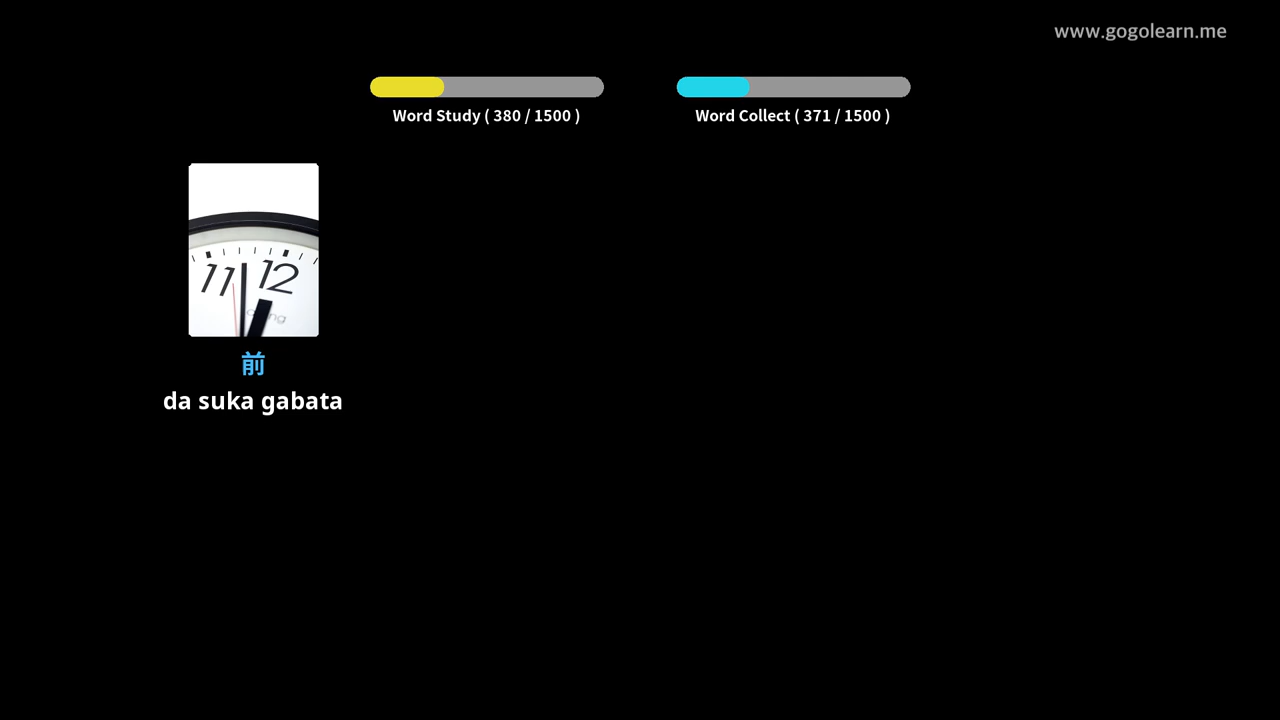 www.gogolearn.me
Word Study ( 380 / 1500 )
Word Collect ( 371 / 1500 )
11 12
前
da suka gabata